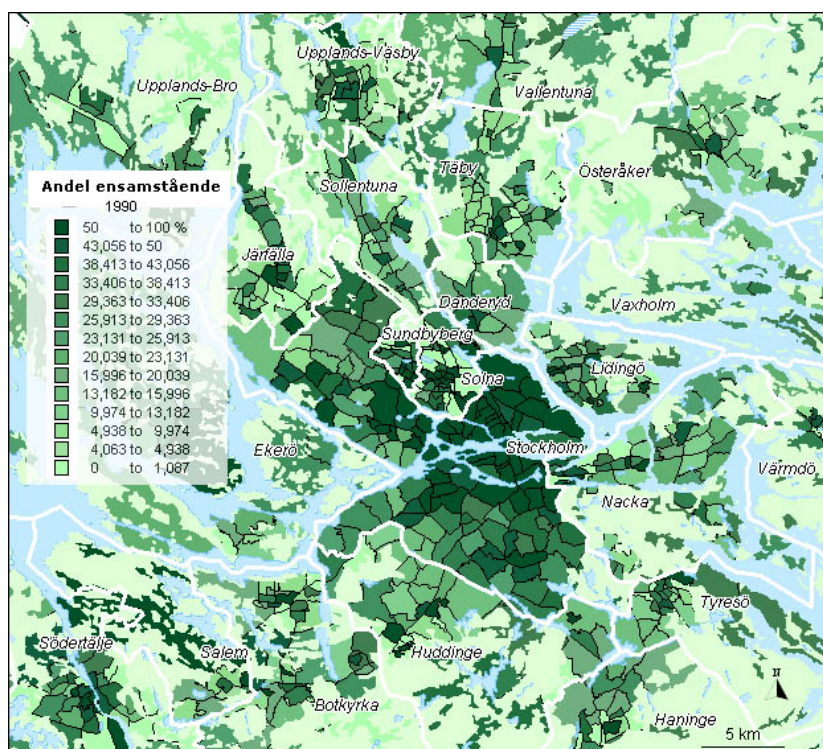 Upplands-Väsby
Upplands-Bro
Vallentuna
Täby
Österåker
Sollentuna
Andel ensamstående
1990
50 to 100 %
43,056 to 50
38,413 to 43,056
33,406 to 38,413
29,363 to 33,406
25,913 to 29,363
23,131 to 25,913
20,039 to 23,131
15,996 to 20,039
13,182 to 15,996
9,974 to 13,182
4,938 to 9,974
4,063 to 4,938
0 to 1,087
Järfälla
Danderyd
Vaxholm
Sundbyberg
Solna
Lidingö
Ekerö
Stockholm
Värmdö
Nacka
Tyresö
Södertälje
Salem
Huddinge
Botkyrka
Haninge
N
5 km